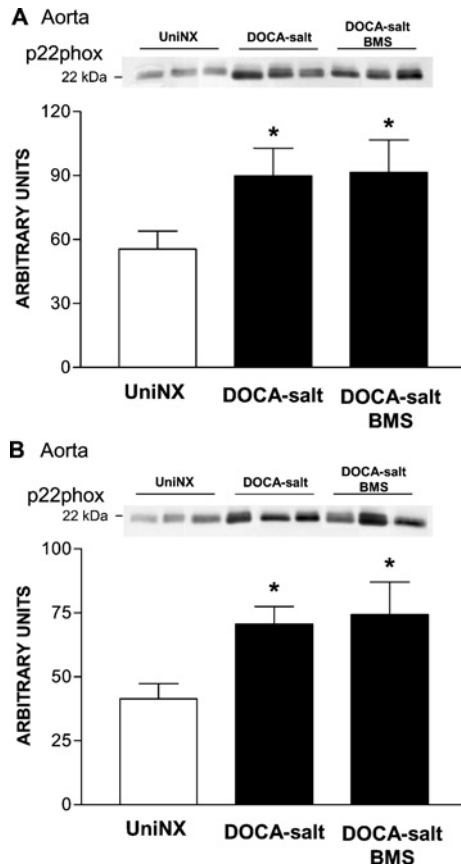 A Aorta
UniNX DOCA-salt DOCA-salt BMS
p22phox
22 kDa
120
90
60
30
0
ARBITRARY UNITS
* *
UniNX DOCA-salt DOCA-salt BMS
B Aorta
UniNX DOCA-salt DOCA-salt BMS
p22phox
22 kDa
100
75
50
25
0
ARBITRARY UNITS
* *
UniNX DOCA-salt DOCA-salt BMS